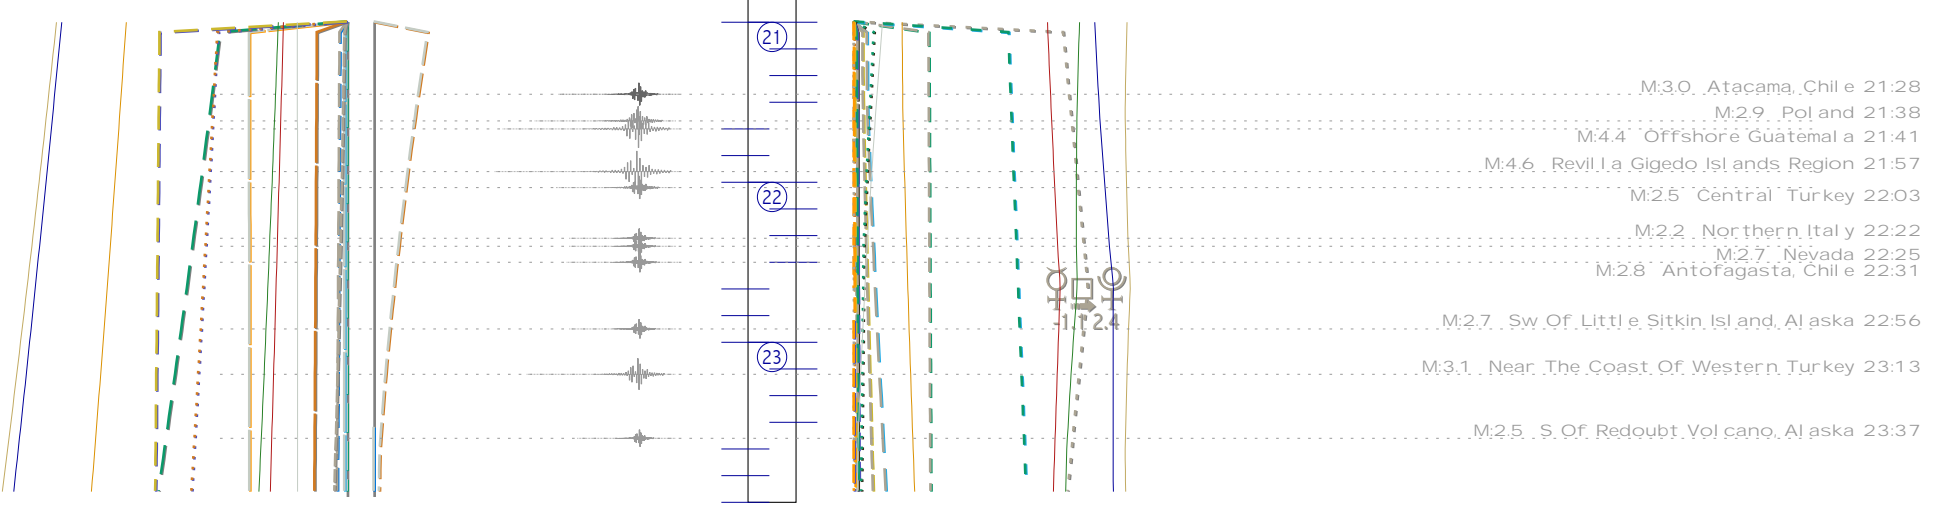 21
M:3.0 Atacama, Chile 21:28
M:2.9 Poland 21:38
M:4.4 Offshore Guatemala 21:41
M:4.6 Revilla Gigedo Islands Region 21:57
22
M:2.5 Central Turkey 22:03
M:2.2 Northern Italy 22:22
M:2.7 Nevada 22:25
M:2.8 Antofagasta, Chile 22:31
-1.1 2.4
M:2.7 Sw Of Little Sitkin Island, Alaska 22:56
23
M:3.1 Near The Coast Of Western Turkey 23:13
M:2.5 S Of Redoubt Volcano, Alaska 23:37